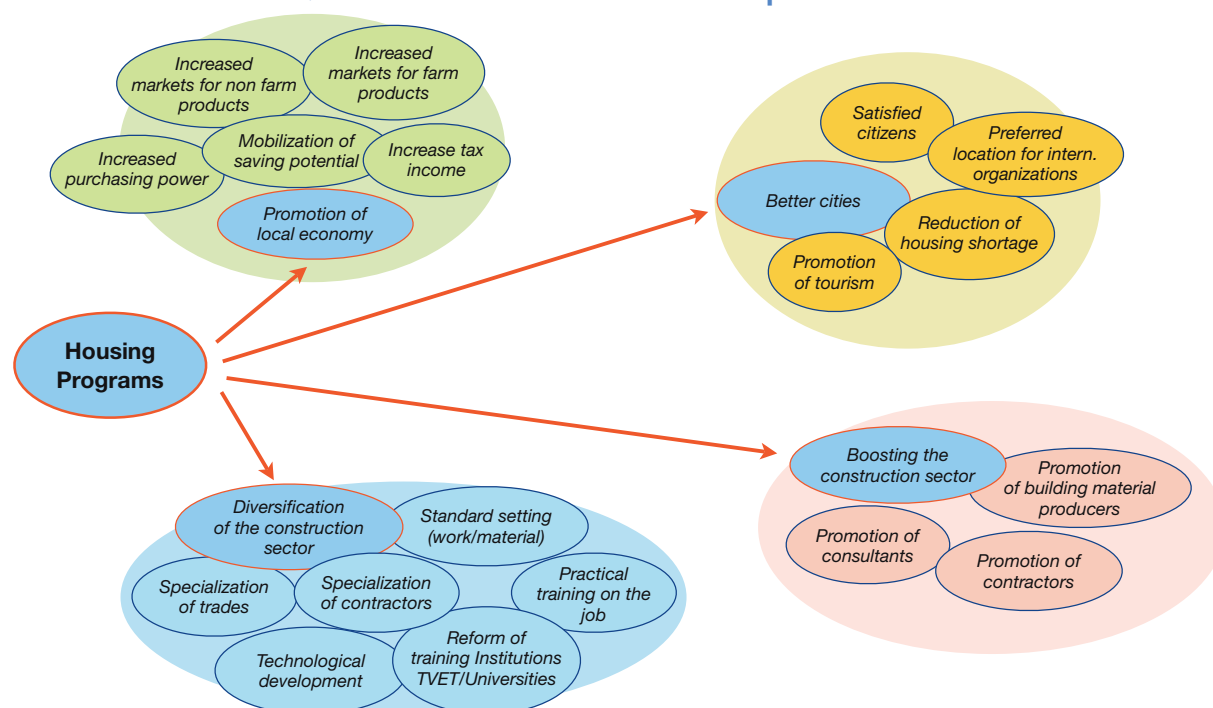 Increased
markets for non farm
products
Increased
markets for farm
products
Increased
purchasing power
Mobilization of
saving potential
Increase tax
income
Promotion of
local economy
Satisfied
citizens
Preferred
location for intern.
organizations
Better cities
Reduction of
housing shortage
Promotion
of tourism
Housing
Programs
Boosting the
construction sector
Promotion
of building material
producers
Promotion of
consultants
Promotion of
contractors
Diversification
of the construction
sector
Standard setting
(work/material)
Specialization
of trades
Specialization
of contractors
Practical
training on the
job
Technological
development
Reform of
training Institutions
TVET/Universities